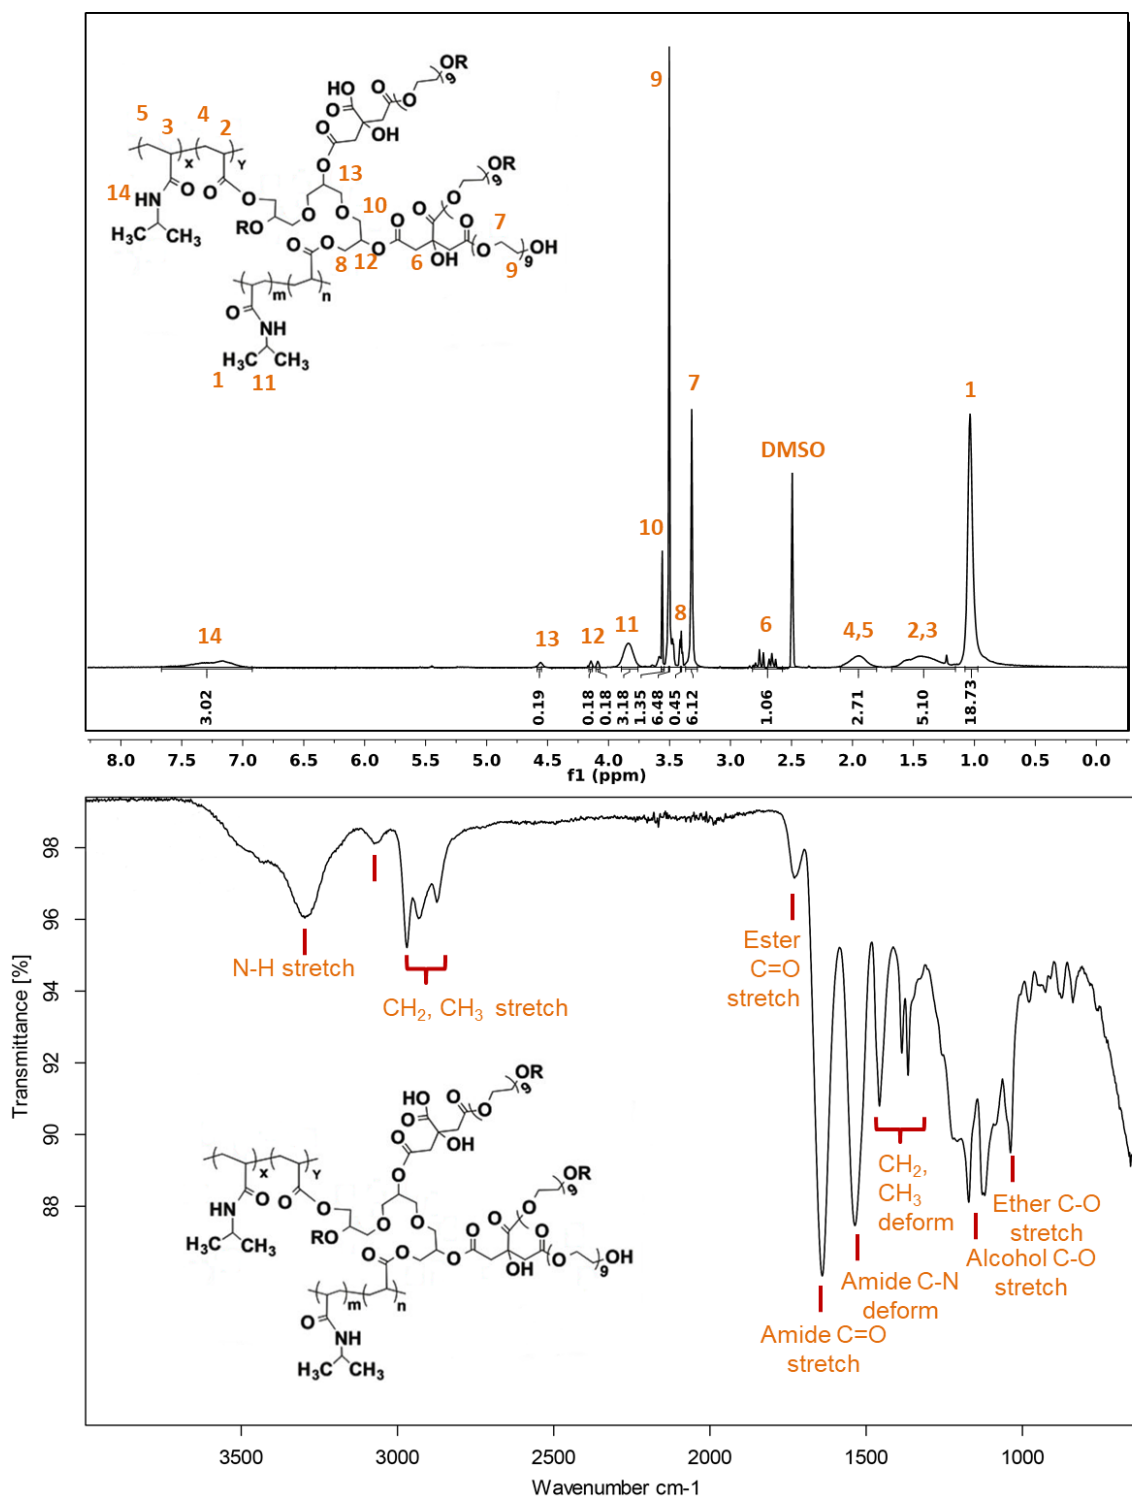 OR
9
HO
O
O
O
O
OH
O
5
4
3
2
x
Y
O
13
OR
9
14
HN
O
O
O
O
O
10
O
O
O
7
H₃C
CH₃
RO
O
O
O
O
O
OH
9
8
12
6
OH
9
m
n
O
NH
H₃C
CH₃
1
11
9
7
1
DMSO
10
14
13
12
11
8
6
4,5
2,3
3.02
0.19
0.18
0.18
3.18
1.35
6.48
0.45
6.12
1.06
2.71
5.10
18.73
8.0 7.5 7.0 6.5 6.0 5.5 5.0 4.5 4.0 3.5 3.0 2.5 2.0 1.5 1.0 0.5 0.0
f1 (ppm)
98
96
94
92
90
88
Transmittance [%]
N-H stretch
CH₂, CH₃ stretch
Ester
C=O
stretch
CH₂,
CH₃
deform
Ether C-O
stretch
Alcohol C-O
stretch
Amide C-N
deform
Amide C=O
stretch
OR
9
HO
O
O
O
O
OH
O
x
Y
O
OR
9
HN
O
O
O
O
O
O
O
O
H₃C
CH₃
RO
O
O
O
O
O
OH
9
OH
m
n
O
NH
H₃C
CH₃
3500 3000 2500 2000 1500 1000
Wavenumber cm-1